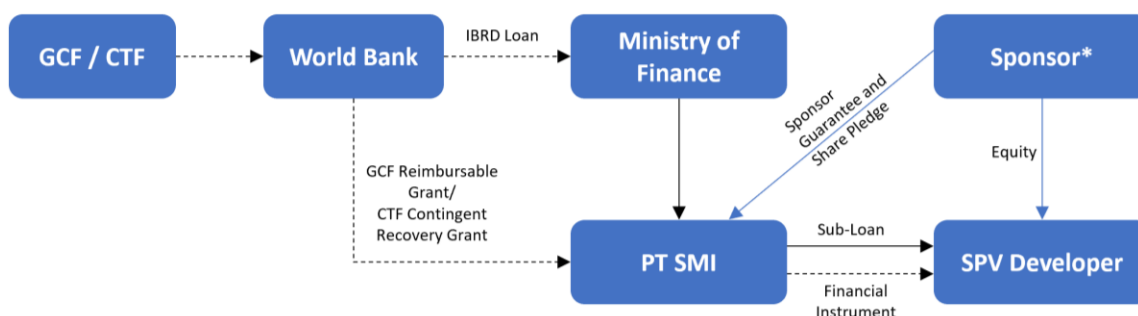 GCF / CTF
World Bank
IBRD Loan
Ministry of
Finance
Sponsor*
Sponsor
Guarantee and
Share Pledge
Equity
GCF Reimbursable
Grant/
CTF Contingent
Recovery Grant
PT SMI
Sub-Loan
Financial
Instrument
SPV Developer